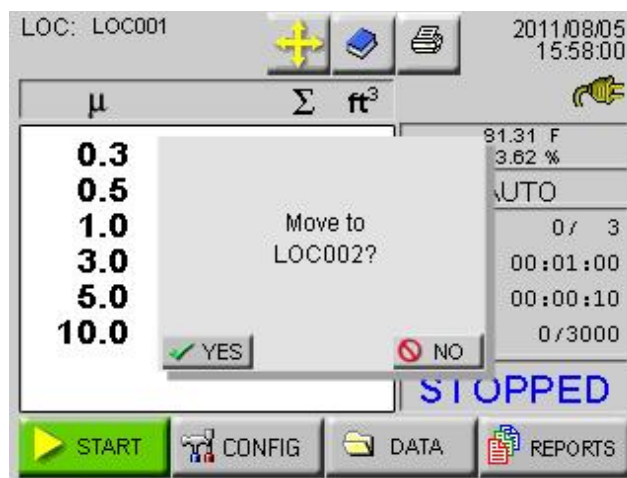 LOC: LOC001
2011/08/05
15:58:00
µ Σ ft³
0.3
0.5
1.0
3.0
5.0
10.0
81.31 F
3.62 %
AUTO
0/ 3
00:01:00
00:00:10
0/3000
STOPPED
Move to
LOC002?
YES NO
START CONFIG DATA REPORTS